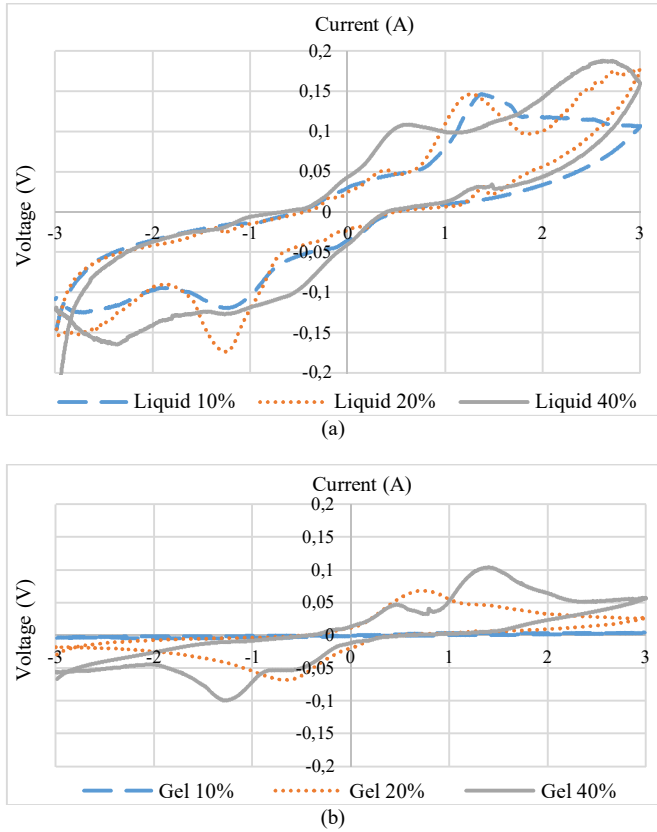 Current (A)
0,2
0,15
0,1
0,05
0
-3 -2 -1 0 1 2 3
-0,05
-0,1
-0,15
-0,2
Voltage (V)
Liquid 10% Liquid 20% Liquid 40%
(a)
Current (A)
0,2
0,15
0,1
0,05
0
-3 -2 -1 0 1 2 3
-0,05
-0,1
-0,15
-0,2
Voltage (V)
Gel 10% Gel 20% Gel 40%
(b)